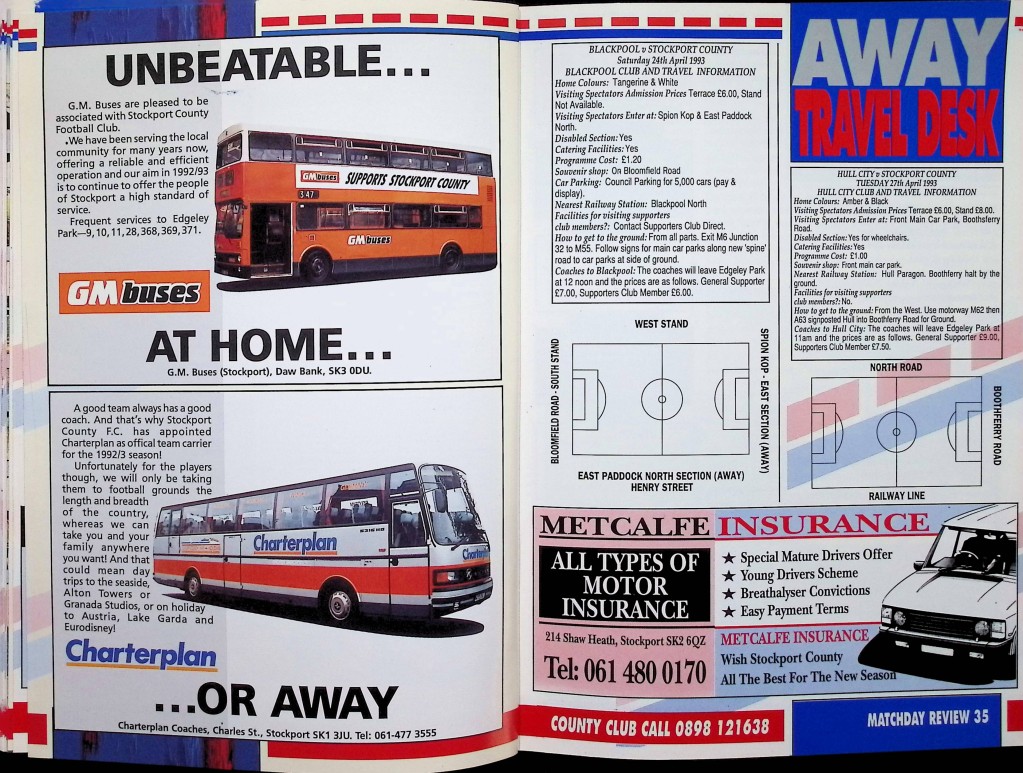 UNBEATABLE...
G.M. Buses are pleased to be
associated with Stockport County
Football Club.
We have been serving the local
community for many years now,
offering a reliable and efficient
operation and our aim in 1992/93
is to continue to offer the people
of Stockport a high standard of
service.
Frequent services to Edgeley
Park—9,10,11,28,368,369,371.
GM buses SUPPORTS STOCKPORT COUNTY
347
GM buses
GM buses
AT HOME...
G.M. Buses (Stockport), Daw Bank, SK3 0DU.
A good team always has a good
coach. And that's why Stockport
County F.C. has appointed
Charterplan as offical team carrier
for the 1992/3 season!
Unfortunately for the players
though, we will only be taking
them to football grounds the
length and breadth
of the country,
whereas we can
take you and your
family anywhere
you want! And that
could mean day
trips to the seaside,
Alton Towers or
Granada Studios, or on holiday
to Austria, Lake Garda and
Eurodisney!
Charterplan
Charterplan
Charterplan
...OR AWAY
Charterplan Coaches, Charles St., Stockport SK1 3JU. Tel: 061-477 3555
BLACKPOOL v STOCKPORT COUNTY
Saturday 24th April 1993
BLACKPOOL CLUB AND TRAVEL INFORMATION
Home Colours: Tangerine & White
Visiting Spectators Admission Prices Terrace £6.00, Stand
Not Available.
Visiting Spectators Enter at: Spion Kop & East Paddock
North.
Disabled Section: Yes
Catering Facilities: Yes
Programme Cost: £1.20
Souvenir shop: On Bloomfield Road
Car Parking: Council Parking for 5,000 cars (pay &
display).
Nearest Railway Station: Blackpool North
Facilities for visiting supporters
club members?: Contact Supporters Club Direct.
How to get to the ground: From all parts. Exit M6 Junction
32 to M55. Follow signs for main car parks along new 'spine'
road to car parks at side of ground.
Coaches to Blackpool: The coaches will leave Edgeley Park
at 12 noon and the prices are as follows. General Supporter
£7.00, Supporters Club Member £6.00.
WEST STAND
BLOOMFIELD ROAD - SOUTH STAND
SPION KOP - EAST SECTION (AWAY)
EAST PADDOCK NORTH SECTION (AWAY)
HENRY STREET
AWAY
TRAVEL DESK
HULL CITY v STOCKPORT COUNTY
TUESDAY 27th April 1993
HULL CITY CLUB AND TRAVEL INFORMATION
Home Colours: Amber & Black
Visiting Spectators Admission Prices Terrace £6.00, Stand £8.00.
Visiting Spectators Enter at: Front Main Car Park, Boothsferry
Road.
Disabled Section: Yes for wheelchairs.
Catering Facilities: Yes
Programme Cost: £1.00
Souvenir shop: Front main car park.
Nearest Railway Station: Hull Paragon. Boothferry halt by the
ground.
Facilities for visiting supporters
club members?: No.
How to get to the ground: From the West. Use motorway M62 then
A63 signposted Hull into Boothferry Road for Ground.
Coaches to Hull City: The coaches will leave Edgeley Park at
11am and the prices are as follows. General Supporter £9.00,
Supporters Club Member £7.50.
NORTH ROAD
BOOTHFERRY ROAD
RAILWAY LINE
METCALFE INSURANCE
ALL TYPES OF
MOTOR
INSURANCE
214 Shaw Heath, Stockport SK2 6QZ
Tel: 061 480 0170
★ Special Mature Drivers Offer
★ Young Drivers Scheme
★ Breathalyser Convictions
★ Easy Payment Terms
METCALFE INSURANCE
Wish Stockport County
All The Best For The New Season
COUNTY CLUB CALL 0898 121638
MATCHDAY REVIEW 35